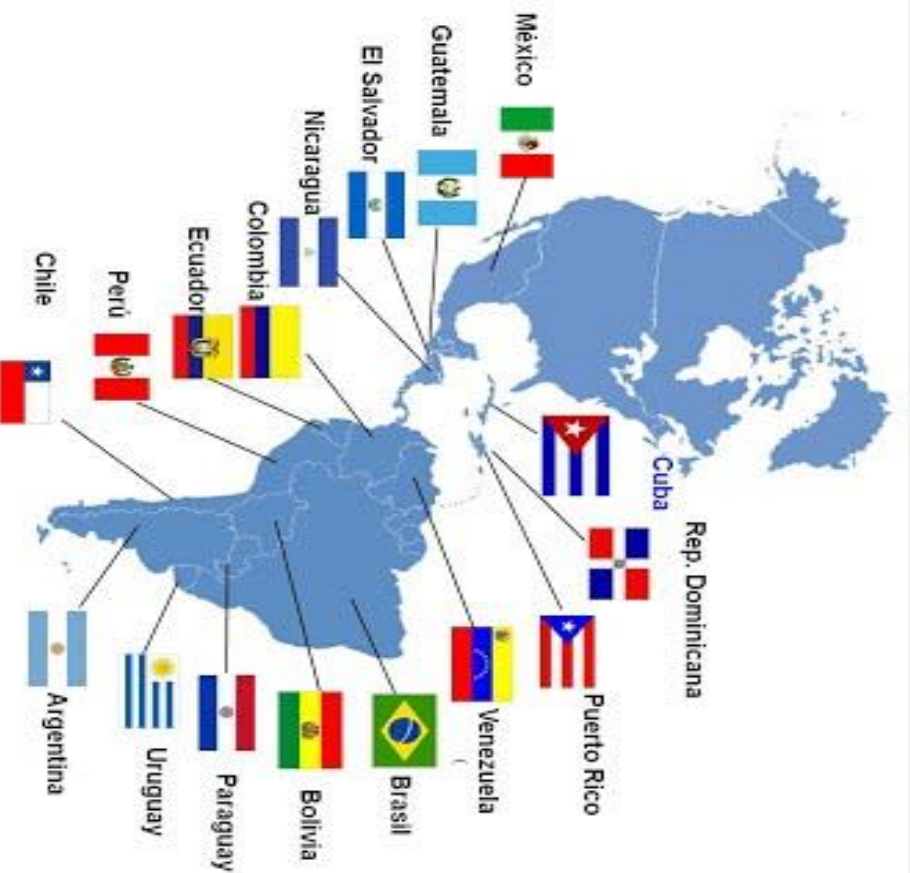 Rep. Dominicana
Cuba
Puerto Rico
México
Venezuela
Guatemala
Brasil
El Salvador
Nicaragua
Bolivia
Colombia
Paraguay
Ecuador
Uruguay
Perú
Argentina
Chile